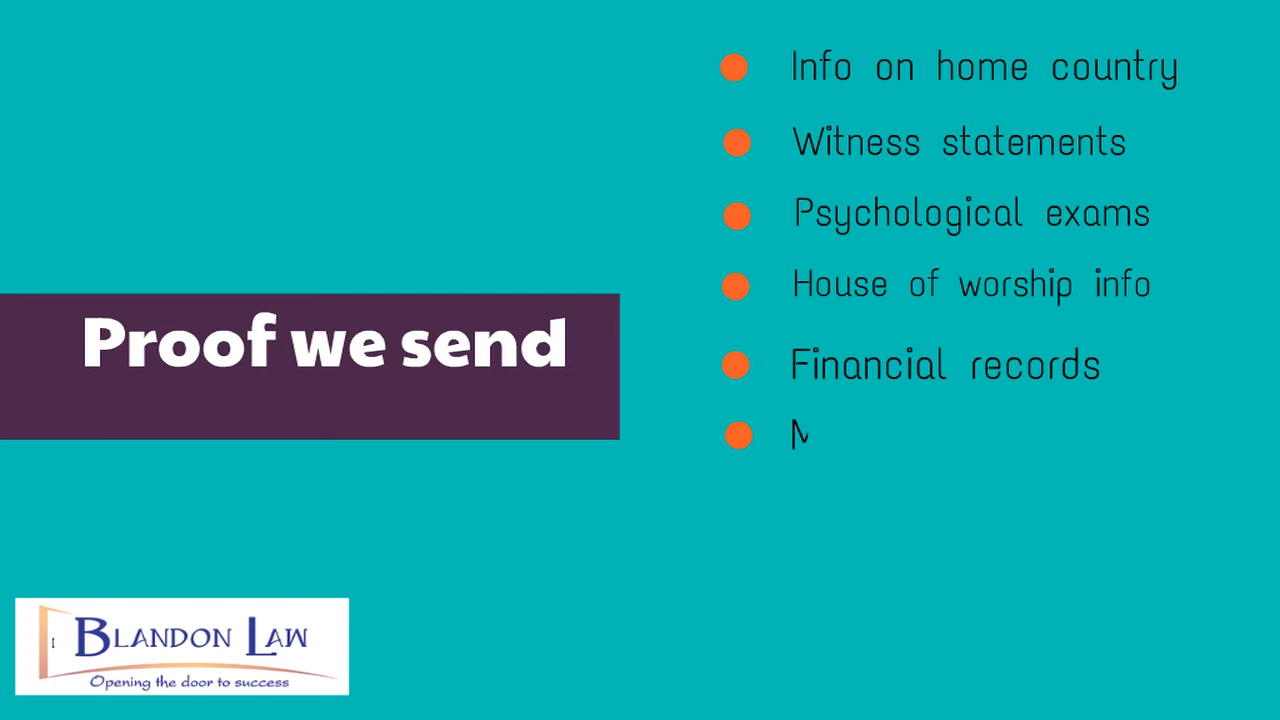 Info on home country
Witness statements
Psychological exams
House of worship info
Proof we send
Financial records
BLANDON LAW
Opening the door to success